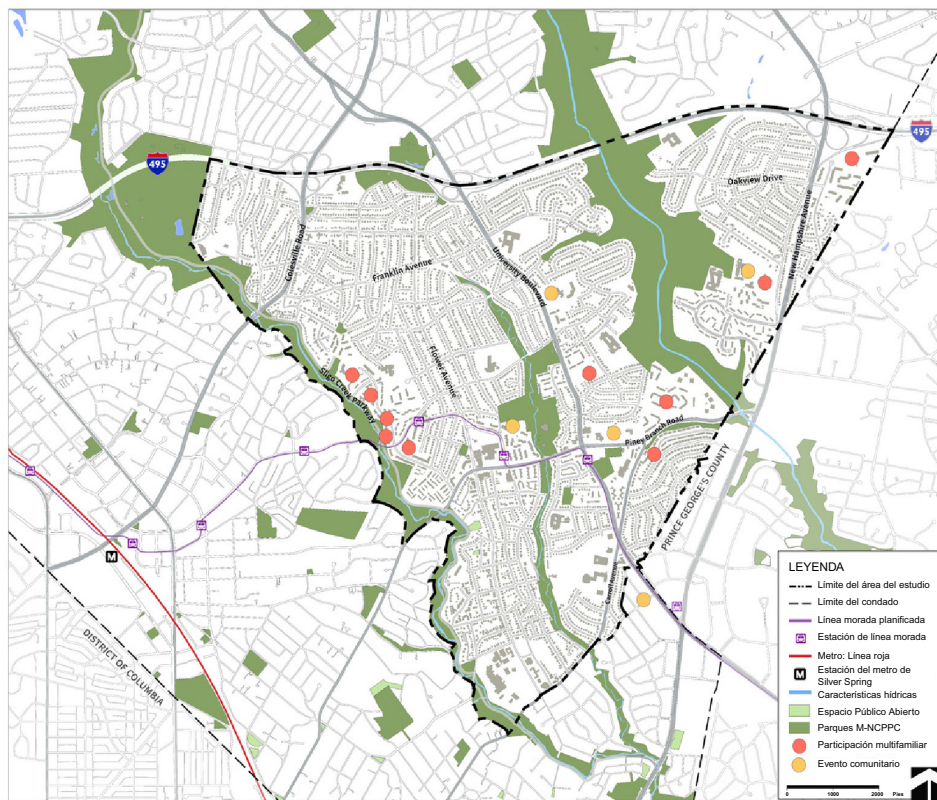 495
495
Oakview Drive
New Hampshire Avenue
Colesville Road
Franklin Avenue
University Boulevard
Flower Avenue
Sligo Creek Parkway
Piney Branch Road
PRINCE GEORGE'S COUNTY
Carroll Avenue
M
DISTRICT OF COLUMBIA
LEYENDA
Límite del área del estudio
Límite del condado
Línea morada planificada
Estación de línea morada
Metro: Línea roja
M
Estación del metro de
Silver Spring
Características hídricas
Espacio Público Abierto
Parques M-NCPPC
Participación multifamiliar
Evento comunitario
0 1000 2000 Pies